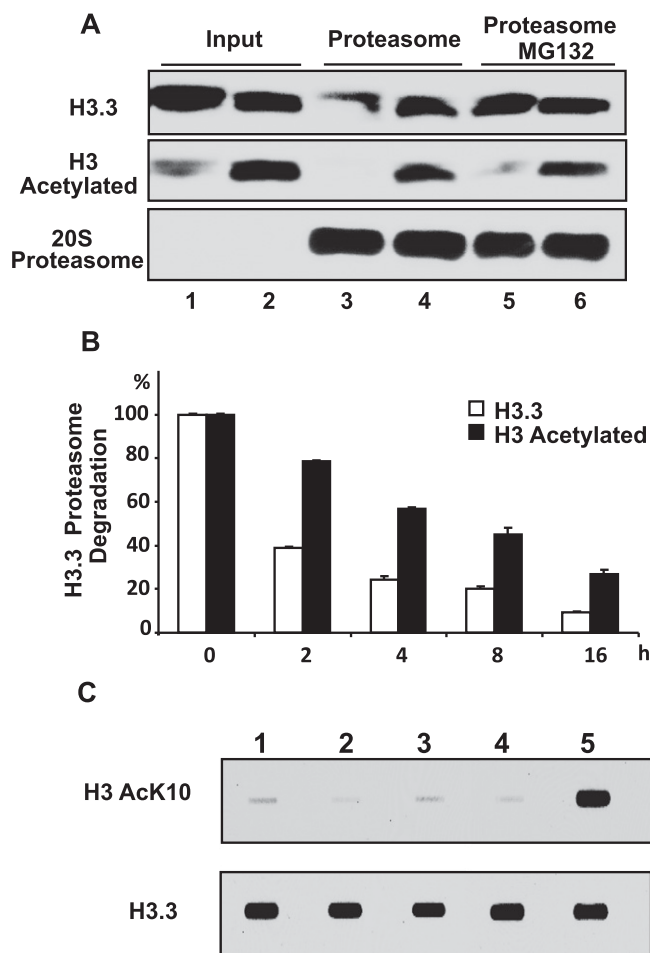 A
Input
Proteasome
Proteasome
MG132
H3.3
H3
Acetylated
20S
Proteasome
1 2 3 4 5 6
B
%
100
80
60
40
20
0
H3.3 Proteasome
Degradation
H3.3
H3 Acetylated
0 2 4 8 16 h
C
1 2 3 4 5
H3 AcK10
H3.3